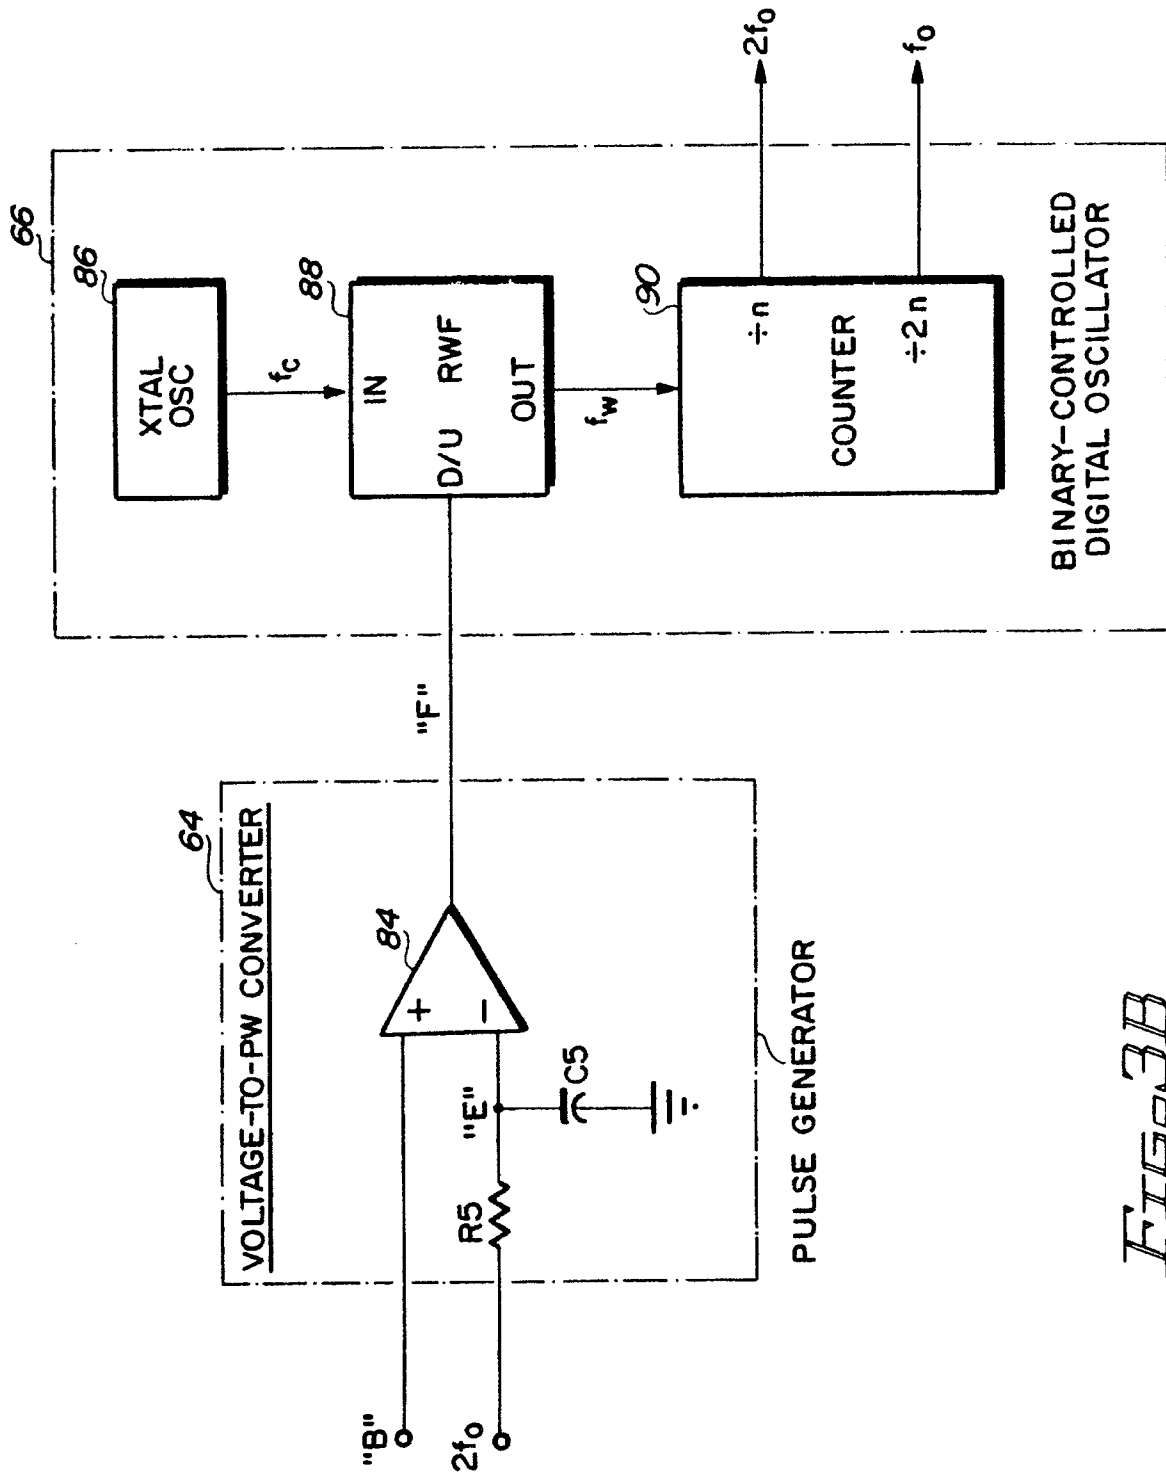 66
86
XTAL
OSC
fc
88
IN
D/U RWF
OUT
fw
90
÷n
COUNTER
÷2n
2fo
fo
BINARY-CONTROLLED
DIGITAL OSCILLATOR
"F"
64
VOLTAGE-TO-PW CONVERTER
84
+
−
"E"
C5
R5
PULSE GENERATOR
"B"
2fo
FIG. 3B